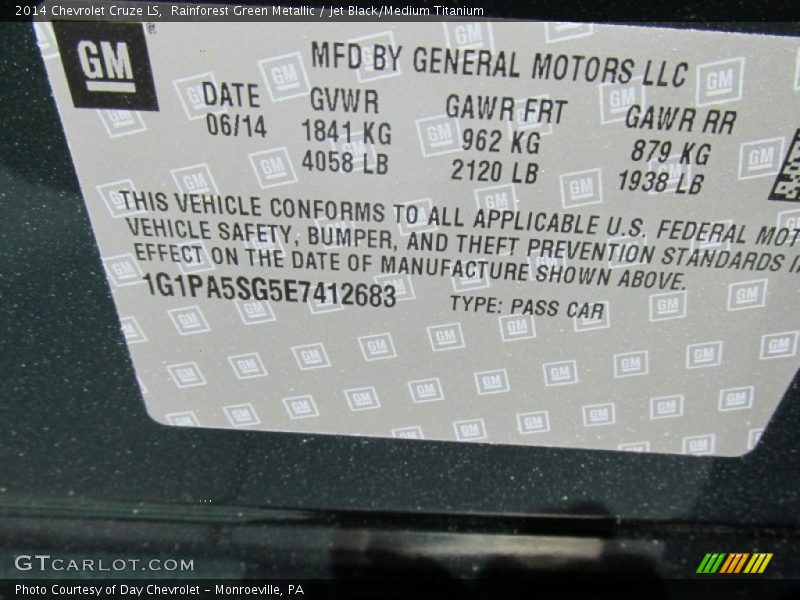 2014 Chevrolet Cruze LS, Rainforest Green Metallic / Jet Black/Medium Titanium
GM
MFD BY GENERAL MOTORS LLC
DATE GVWR GAWR FRT GAWR RR
06/14 1841 KG 962 KG 879 KG
4058 LB 2120 LB 1938 LB
THIS VEHICLE CONFORMS TO ALL APPLICABLE U.S. FEDERAL MOT
VEHICLE SAFETY, BUMPER, AND THEFT PREVENTION STANDARDS I
EFFECT ON THE DATE OF MANUFACTURE SHOWN ABOVE.
1G1PA5SG5E7412683 TYPE: PASS CAR
GTCARLOT.COM
Photo Courtesy of Day Chevrolet - Monroeville, PA